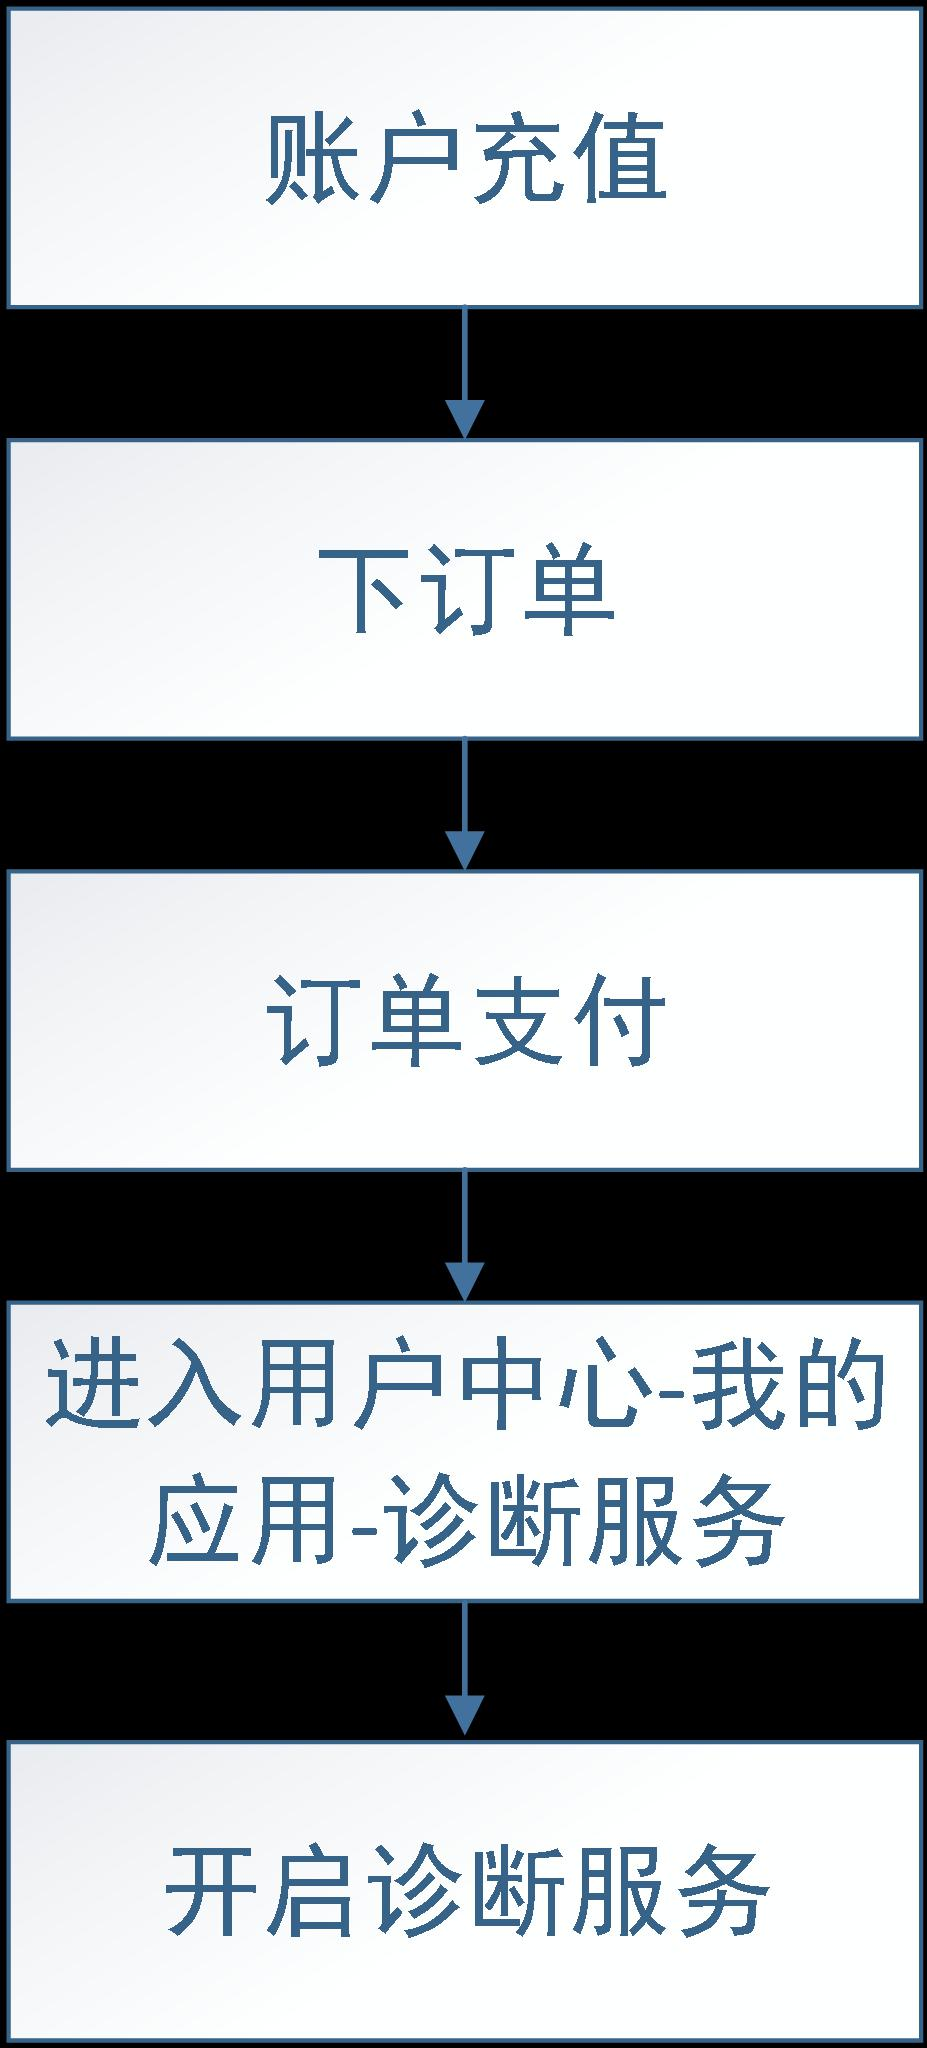 账户充值
下订单
订单支付
进入用户中心-我的
应用-诊断服务
开启诊断服务